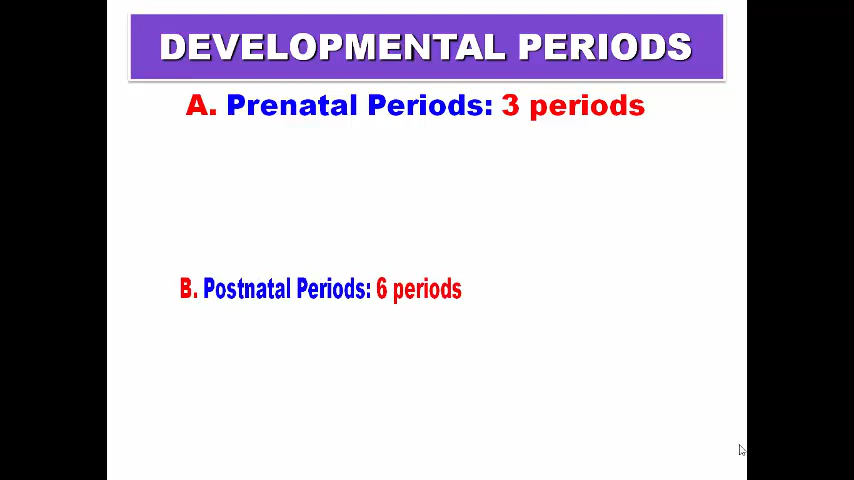 DEVELOPMENTAL PERIODS
A. Prenatal Periods: 3 periods
B. Postnatal Periods: 6 periods